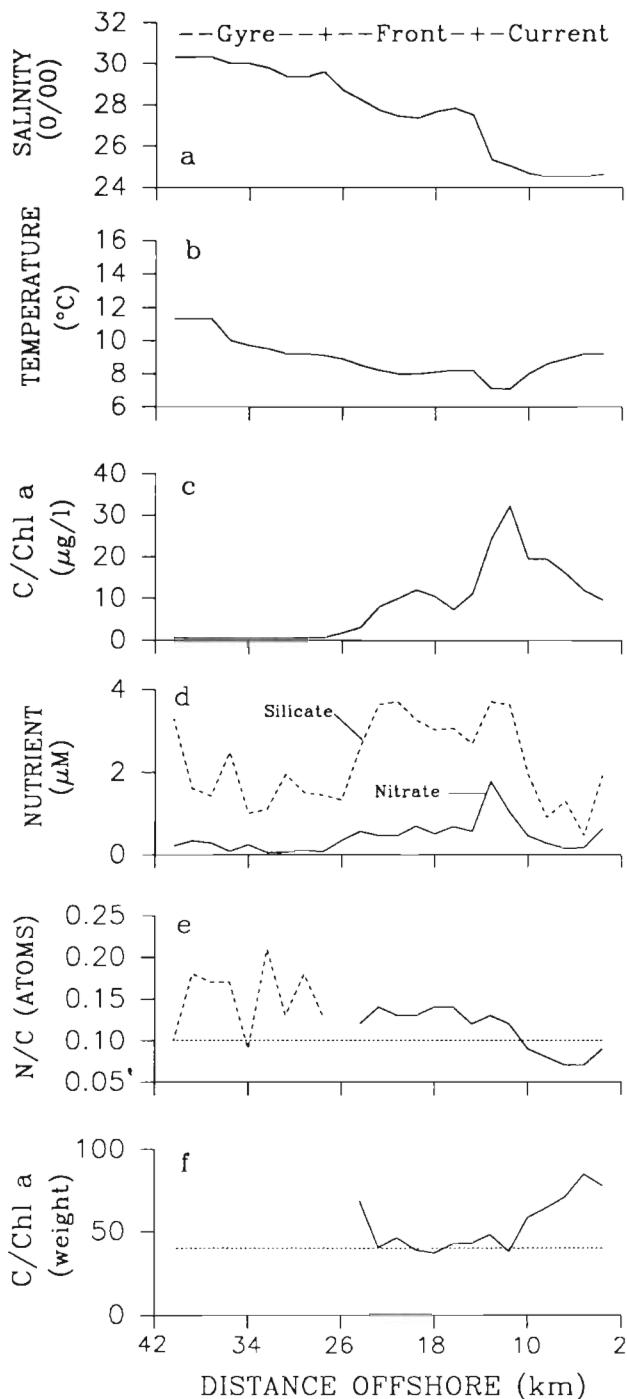 --Gyre--+--Front-+-Current
SALINITY
(0/00)
32
30
28
26
24
a
TEMPERATURE
(°C)
16
14
12
10
8
6
b
C/Chl a
(µg/l)
40
30
20
10
0
c
NUTRIENT
(µM)
4
2
0
d
Silicate
Nitrate
N/C (ATOMS)
0.25
0.20
0.15
0.10
0.05
e
C/Chl a
(weight)
100
50
0
f
42 34 26 18 10 2
DISTANCE OFFSHORE (km)